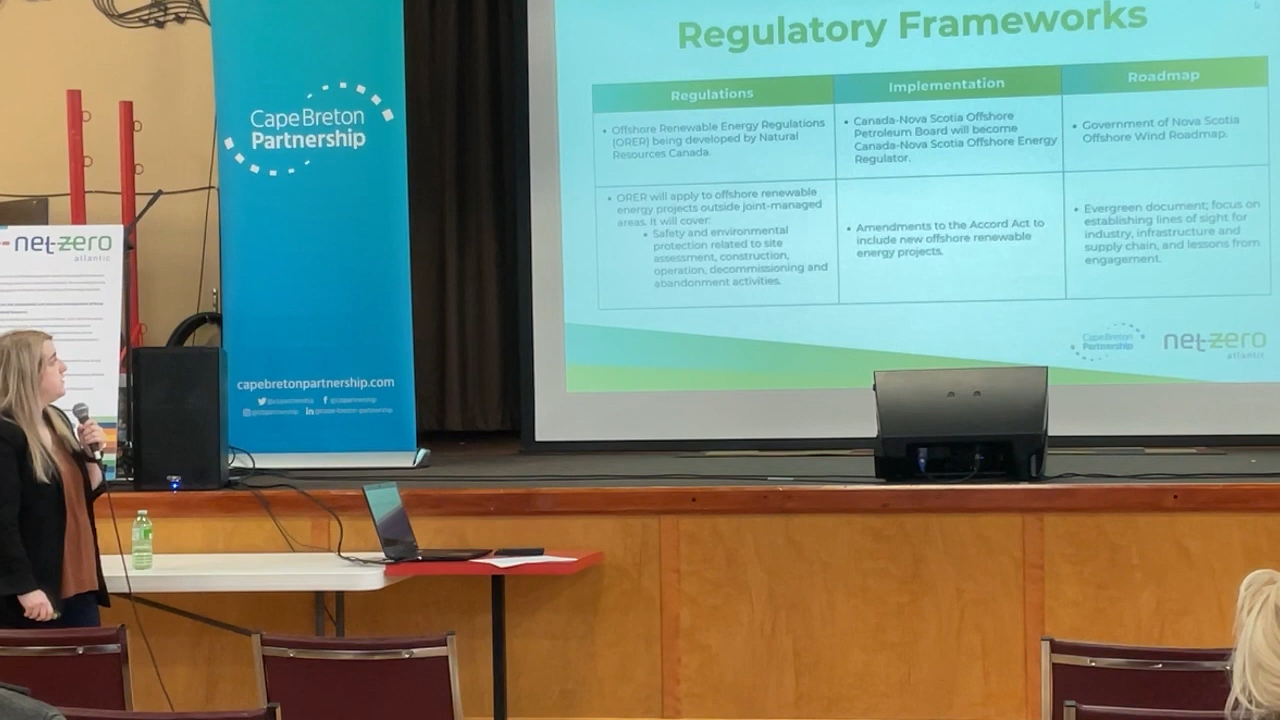 Regulatory Frameworks
Regulations
Implementation
Roadmap
• Offshore Renewable Energy Regulations
(ORER) being developed by Natural
Resources Canada.
• Canada-Nova Scotia Offshore
Petroleum Board will become
Canada-Nova Scotia Offshore Energy
Regulator.
• Government of Nova Scotia
Offshore Wind Roadmap.
• ORER will apply to offshore renewable
energy projects outside joint-managed
areas. It will cover:
• Safety and environmental
protection related to site
assessment, construction,
operation, decommissioning and
abandonment activities.
• Amendments to the Accord Act to
include new offshore renewable
energy projects.
• Evergreen document; focus on
establishing lines of sight for
industry, infrastructure and
supply chain, and lessons from
engagement.
Cape Breton
Partnership
net-zero
atlantic
Cape Breton
Partnership
capebretonpartnership.com
net-zero
atlantic